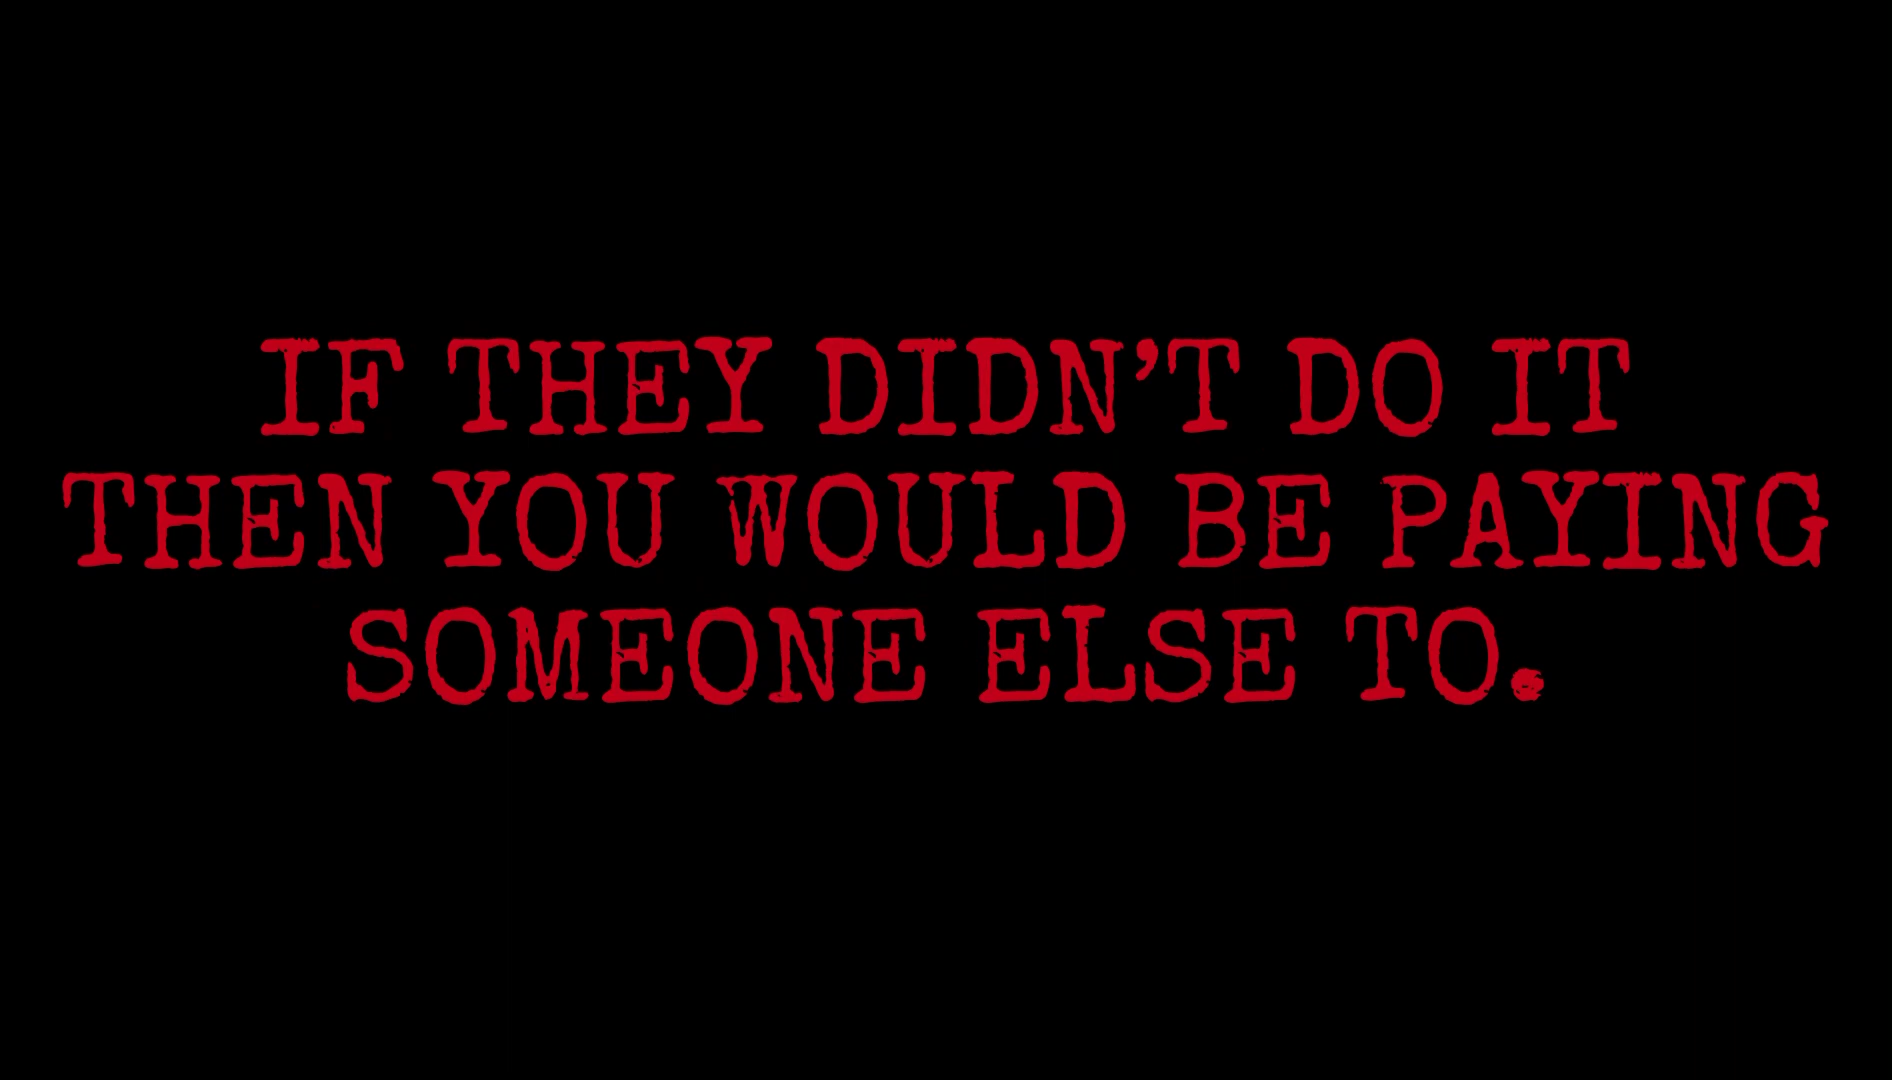 IF THEY DIDN’T DO IT
THEN YOU WOULD BE PAYING
SOMEONE ELSE TO.